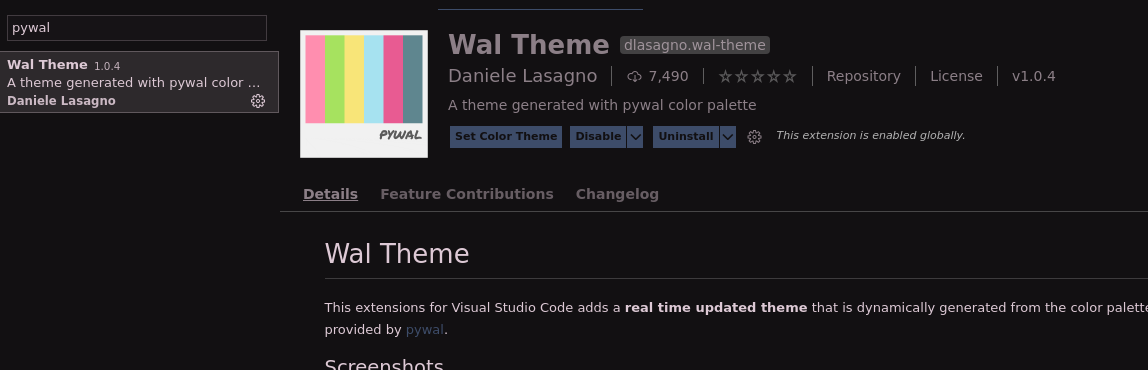 pywal
Wal Theme 1.0.4
A theme generated with pywal color ...
Daniele Lasagno
PYWAL
Wal Theme dlasagno.wal-theme
Daniele Lasagno 7,490 Repository License v1.0.4
A theme generated with pywal color palette
Set Color Theme Disable Uninstall This extension is enabled globally.
Details Feature Contributions Changelog
Wal Theme
This extensions for Visual Studio Code adds a real time updated theme that is dynamically generated from the color palette
provided by pywal.
Screenshots